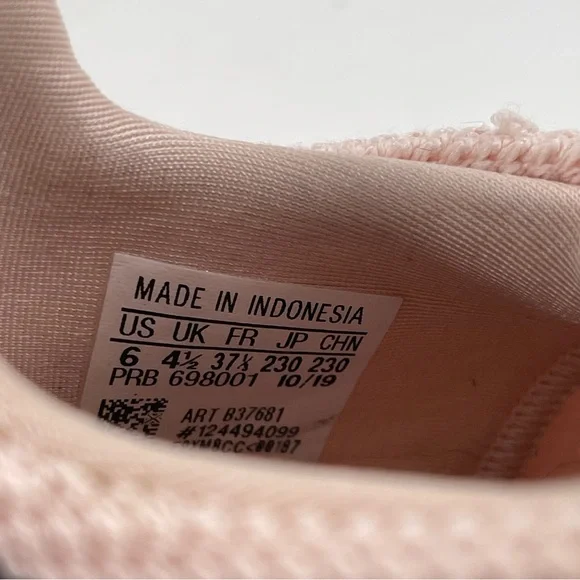 MADE IN INDONESIA
US UK FR JP CHN
6 4½ 37⅓ 230 230
PRB 698001 10/19
ART B37681
#124494099